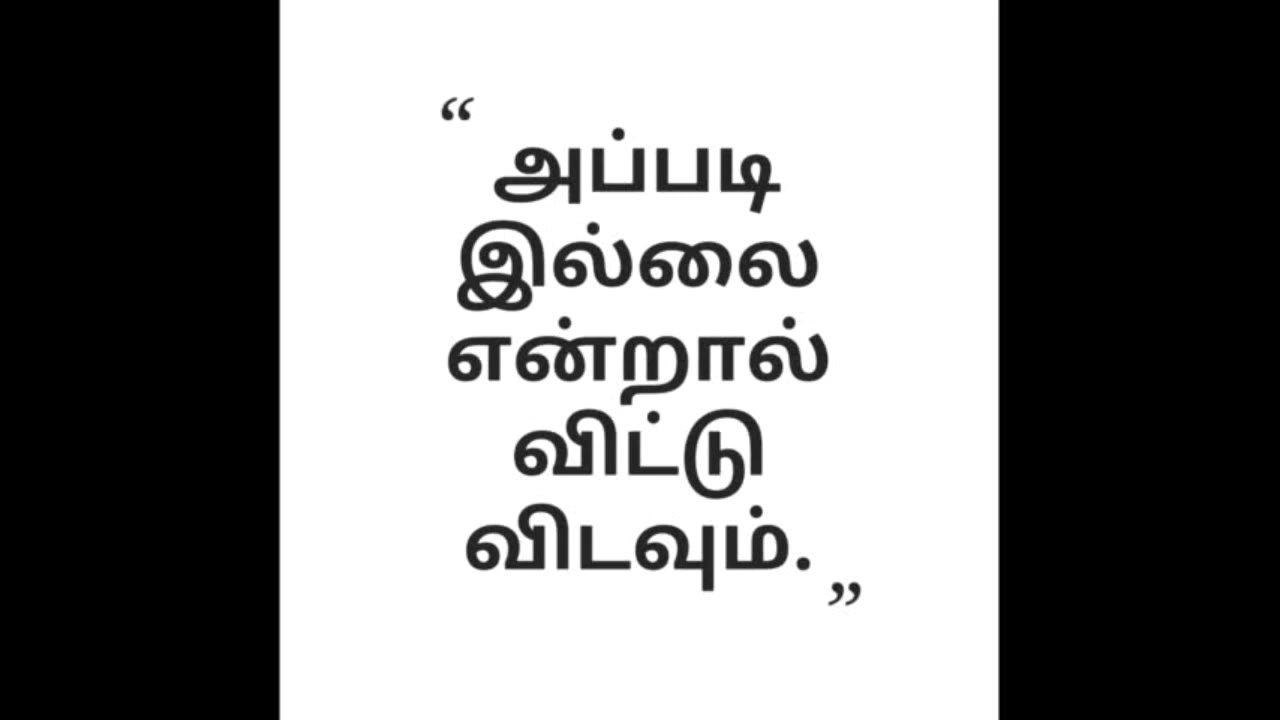 “ அப்படி
இல்லை
என்றால்
விட்டு
விடவும். ”